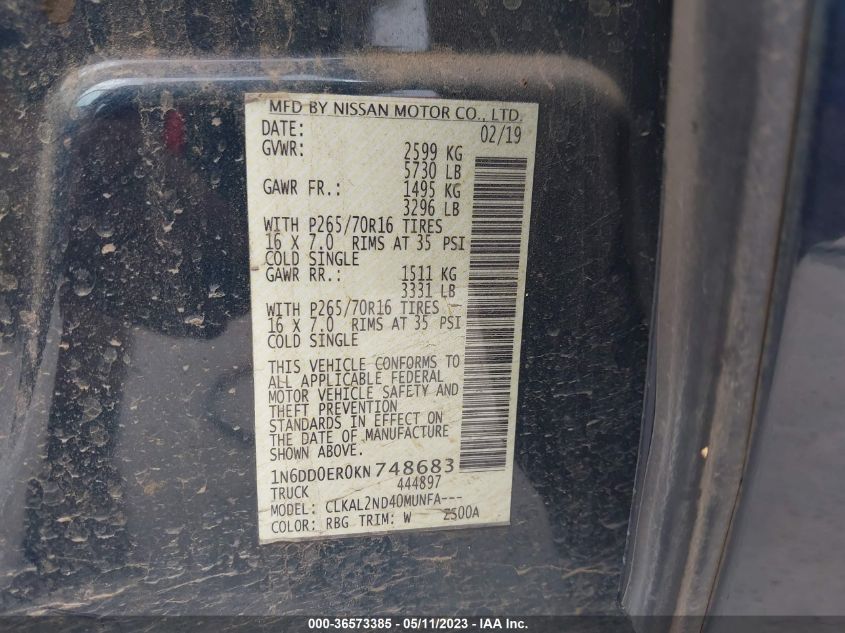 MFD BY NISSAN MOTOR CO., LTD.
DATE: 02/19
GVWR: 2599 KG
5730 LB
GAWR FR.: 1495 KG
3296 LB
WITH P265/70R16 TIRES
16 X 7.0 RIMS AT 35 PSI
COLD SINGLE
GAWR RR.: 1511 KG
3331 LB
WITH P265/70R16 TIRES
16 X 7.0 RIMS AT 35 PSI
COLD SINGLE
THIS VEHICLE CONFORMS TO
ALL APPLICABLE FEDERAL
MOTOR VEHICLE SAFETY AND
THEFT PREVENTION
STANDARDS IN EFFECT ON
THE DATE OF MANUFACTURE
SHOWN ABOVE.
1N6DD0ER0KN748683
TRUCK 444897
MODEL: CLKAL2ND40MUNFA---
COLOR: RBG TRIM: W Z500A
000-36573385 - 05/11/2023 - IAA Inc.